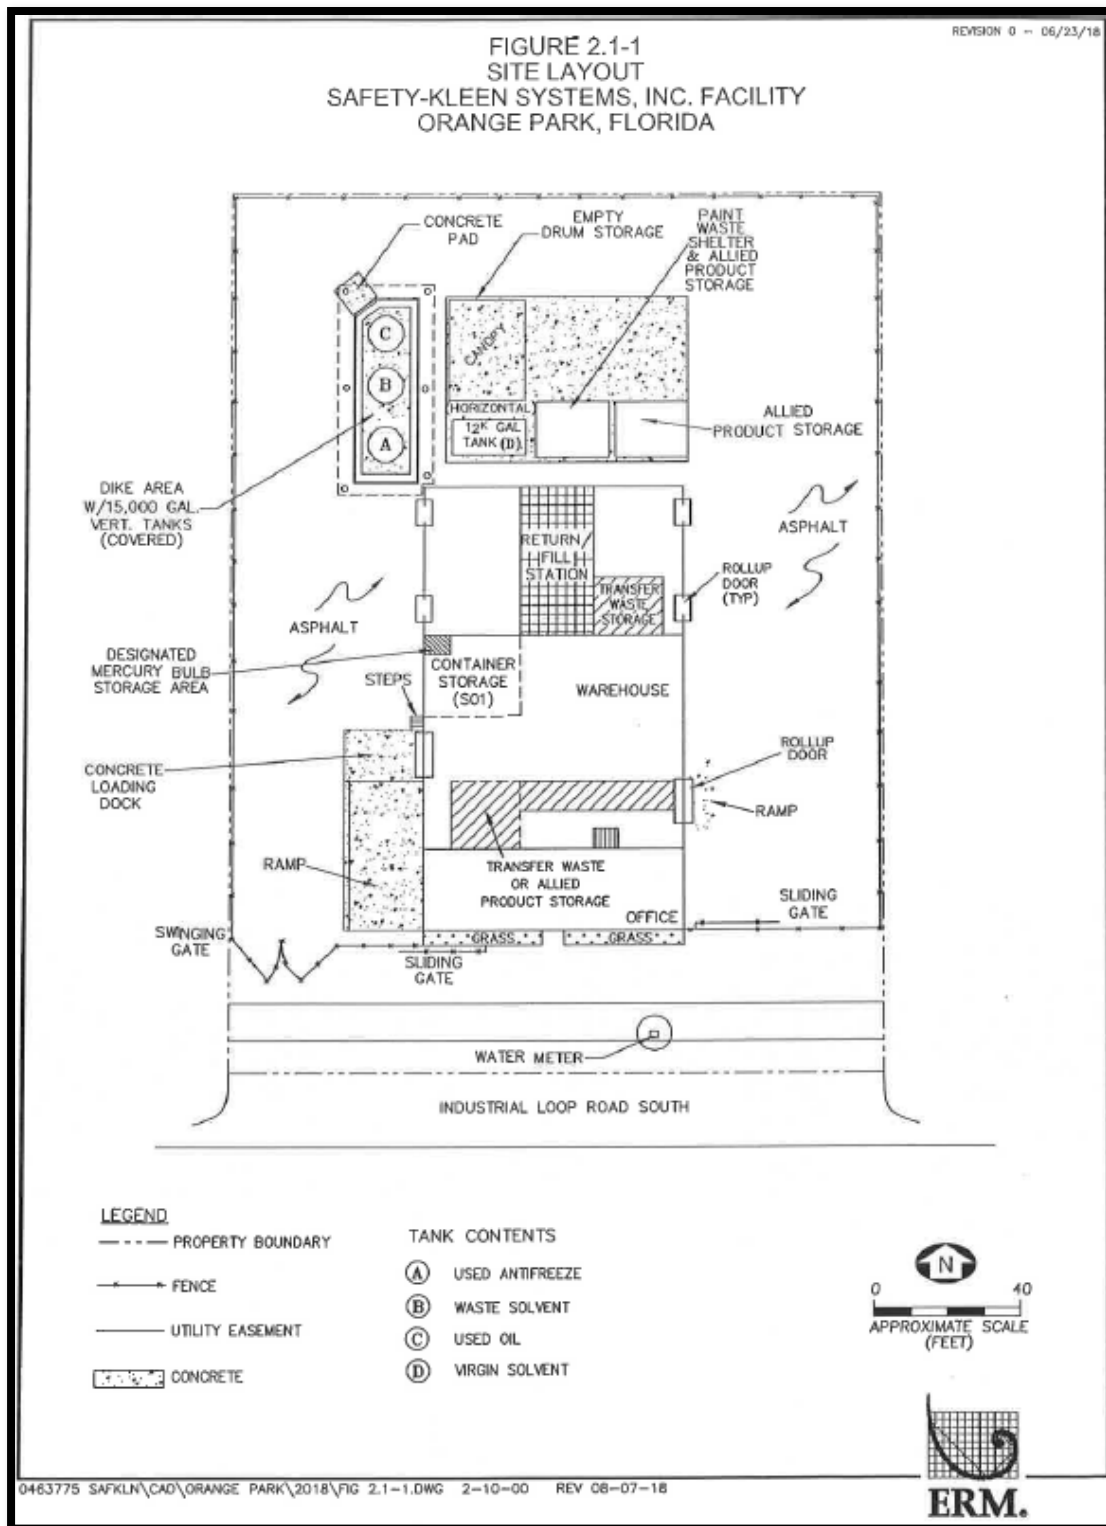 REVISION 0 - 06/23/18
FIGURE 2.1-1
SITE LAYOUT
SAFETY-KLEEN SYSTEMS, INC. FACILITY
ORANGE PARK, FLORIDA
CONCRETE
PAD
EMPTY
DRUM STORAGE
PAINT
WASTE
SHELTER
& ALLIED
PRODUCT
STORAGE
C
B
A
CANOPY
(HORIZONTAL)
12K GAL
TANK (D)
ALLIED
PRODUCT STORAGE
DIKE AREA
W/15,000 GAL.
VERT. TANKS
(COVERED)
ASPHALT
RETURN/
FILL
STATION
TRANSFER
WASTE
STORAGE
ROLLUP
DOOR
(TYP)
ASPHALT
DESIGNATED
MERCURY BULB
STORAGE AREA
STEPS
CONTAINER
STORAGE
(S01)
WAREHOUSE
CONCRETE
LOADING
DOCK
ROLLUP
DOOR
RAMP
RAMP
TRANSFER WASTE
OR ALLIED
PRODUCT STORAGE
OFFICE
SLIDING
GATE
SWINGING
GATE
GRASS
GRASS
SLIDING
GATE
WATER METER
INDUSTRIAL LOOP ROAD SOUTH
LEGEND
PROPERTY BOUNDARY
FENCE
UTILITY EASEMENT
CONCRETE
TANK CONTENTS
A USED ANTIFREEZE
B WASTE SOLVENT
C USED OIL
D VIRGIN SOLVENT
N
0 40
APPROXIMATE SCALE
(FEET)
ERM.
0463775 SAFKLN\CAD\ORANGE PARK\2018\FIG 2.1-1.DWG 2-10-00 REV 08-07-18